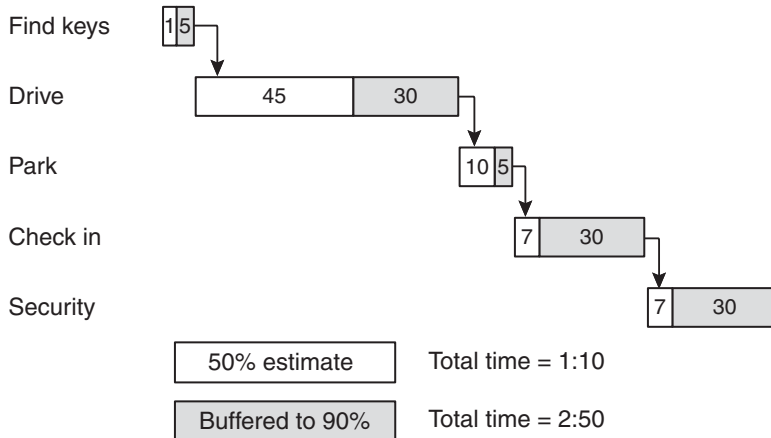 Find keys 1 5
Drive 45 30
Park 10 5
Check in 7 30
Security 7 30
50% estimate Total time = 1:10
Buffered to 90% Total time = 2:50